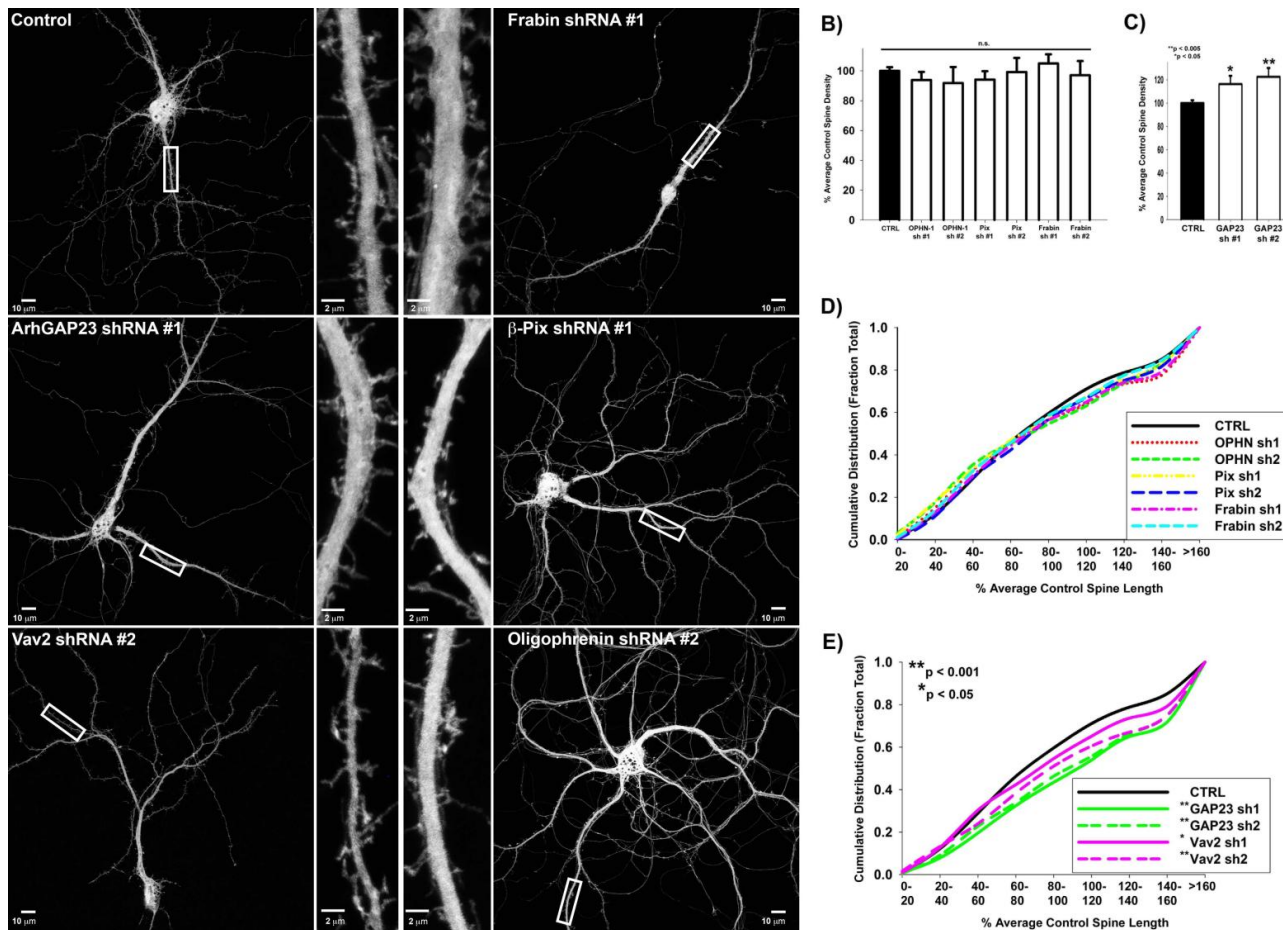 Control
10 µm
2 µm
2 µm
Frabin shRNA #1
10 µm
ArhGAP23 shRNA #1
10 µm
2 µm
2 µm
β-Pix shRNA #1
10 µm
Vav2 shRNA #2
10 µm
2 µm
2 µm
Oligophrenin shRNA #2
10 µm
B)
n.s.
% Average Control Spine Density
100
80
60
40
20
0
CTRL
OPHN-1
sh #1
OPHN-1
sh #2
Pix
sh #1
Pix
sh #2
Frabin
sh #1
Frabin
sh #2
C)
**p < 0.005
*p < 0.05
*
**
% Average Control Spine Density
120
100
80
60
40
20
0
CTRL
GAP23
sh #1
GAP23
sh #2
D)
Cumulative Distribution (Fraction Total)
1.0
0.8
0.6
0.4
0.2
0.0
0- 20- 40- 60- 80- 100- 120- 140- >160
20 40 60 80 100 120 140 160
% Average Control Spine Length
CTRL
OPHN sh1
OPHN sh2
Pix sh1
Pix sh2
Frabin sh1
Frabin sh2
E)
**p < 0.001
*p < 0.05
Cumulative Distribution (Fraction Total)
1.0
0.8
0.6
0.4
0.2
0.0
0- 20- 40- 60- 80- 100- 120- 140- >160
20 40 60 80 100 120 140 160
% Average Control Spine Length
CTRL
**GAP23 sh1
**GAP23 sh2
*Vav2 sh1
**Vav2 sh2